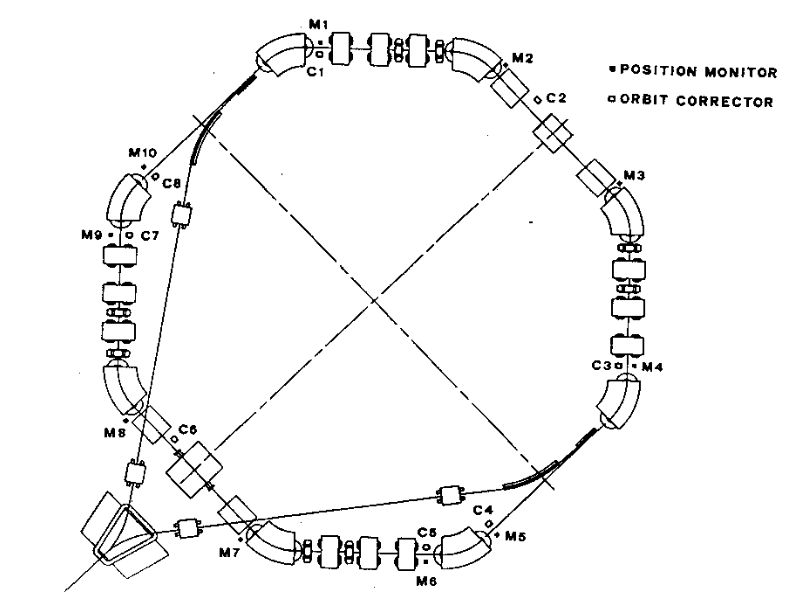 M1
C1
M2
C2
POSITION MONITOR
ORBIT CORRECTOR
M10
C8
M3
M9 C7
C3 M4
M8
C6
C4
M5
M7
C5
M6